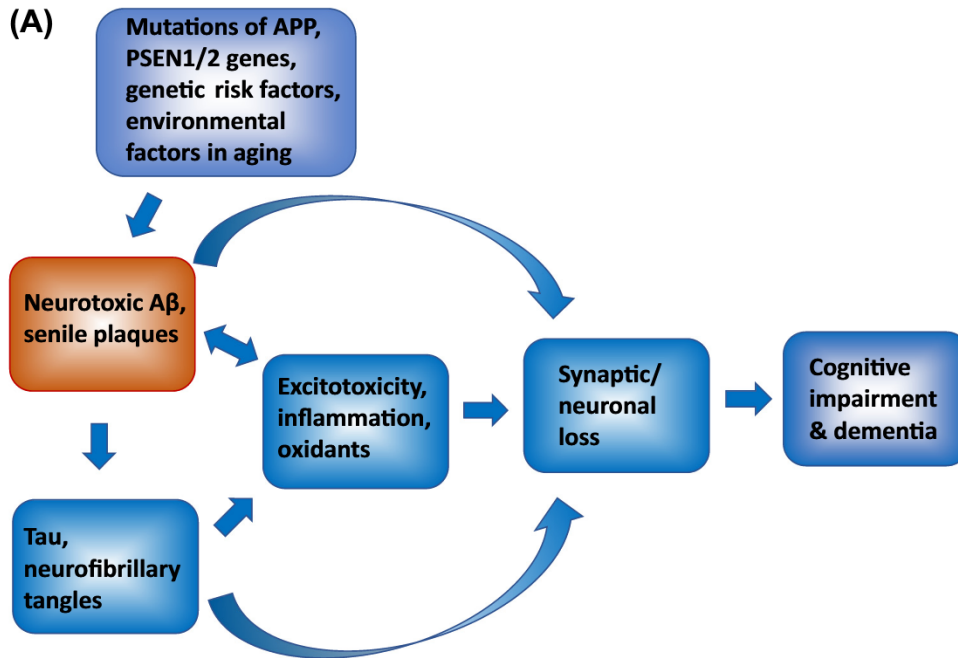 (A)
Mutations of APP,
PSEN1/2 genes,
genetic risk factors,
environmental
factors in aging
Neurotoxic Aβ,
senile plaques
Excitotoxicity,
inflammation,
oxidants
Synaptic/
neuronal
loss
Cognitive
impairment
& dementia
Tau,
neurofibrillary
tangles